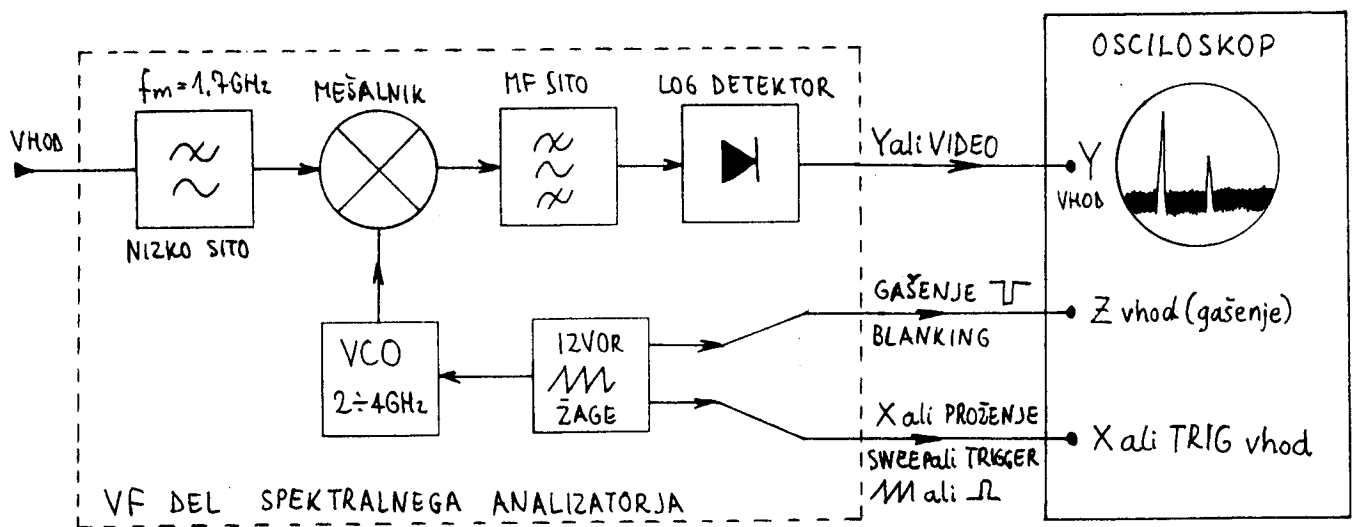 VHOD
fm=1.7GHz
NIZKO SITO
MEŠALNIK
MF SITO
LOG DETEKTOR
VCO
2÷4GHz
IZVOR
ŽAGE
VF DEL SPEKTRALNEGA ANALIZATORJA
Y ali VIDEO
GAŠENJE
BLANKING
X ali PROŽENJE
SWEEP ali TRIGGER
ali
OSCILOSKOP
Y
VHOD
Z vhod (gašenje)
X ali TRIG vhod